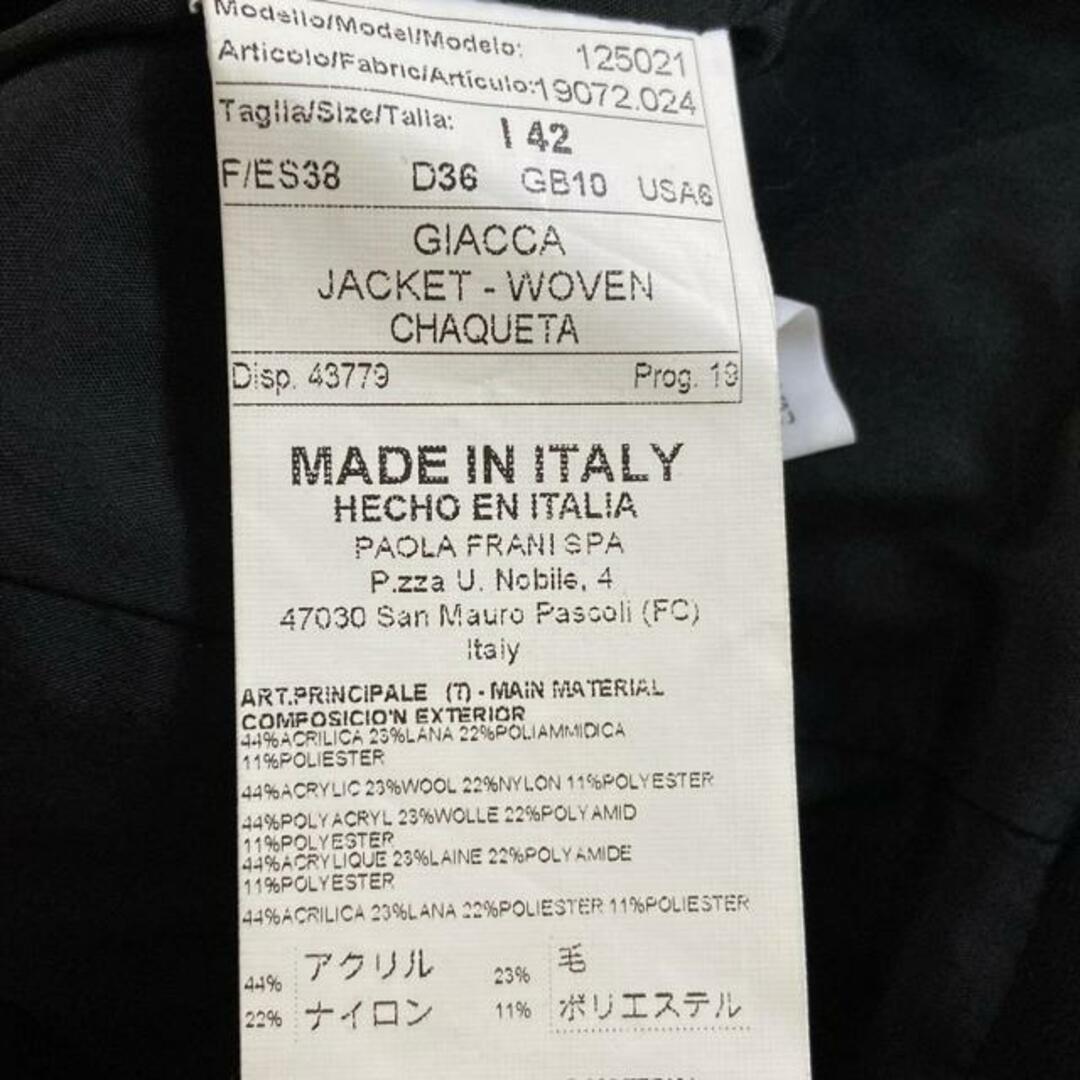 Modello/Model/Modelo: 125021
Articolo/Fabric/Artículo: 19072.024
Taglia/Size/Talla: I 42
F/ES38 D36 GB10 USA6
GIACCA
JACKET - WOVEN
CHAQUETA
Disp. 43779 Prog. 19
MADE IN ITALY
HECHO EN ITALIA
PAOLA FRANI SPA
P.zza U. Nobile, 4
47030 San Mauro Pascoli (FC)
Italy
ART.PRINCIPALE (T) - MAIN MATERIAL
COMPOSICIO'N EXTERIOR
44%ACRILICA 23%LANA 22%POLIAMMIDICA
11%POLIESTER
44%ACRYLIC 23%WOOL 22%NYLON 11%POLYESTER
44%POLYACRYL 23%WOLLE 22%POLYAMID
11%POLYESTER
44%ACRYLIQUE 23%LAINE 22%POLYAMIDE
11%POLYESTER
44%ACRILICA 23%LANA 22%POLIESTER 11%POLIESTER
44% アクリル 23% 毛
22% ナイロン 11% ポリエステル